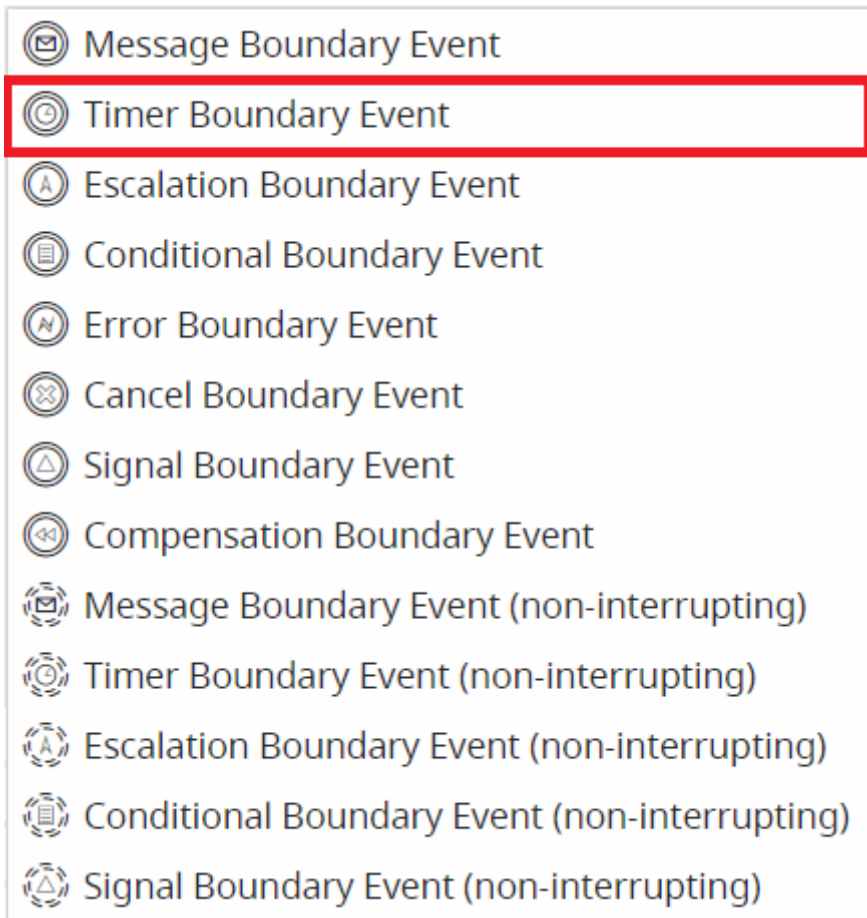 Message Boundary Event
Timer Boundary Event
Escalation Boundary Event
Conditional Boundary Event
Error Boundary Event
Cancel Boundary Event
Signal Boundary Event
Compensation Boundary Event
Message Boundary Event (non-interrupting)
Timer Boundary Event (non-interrupting)
Escalation Boundary Event (non-interrupting)
Conditional Boundary Event (non-interrupting)
Signal Boundary Event (non-interrupting)